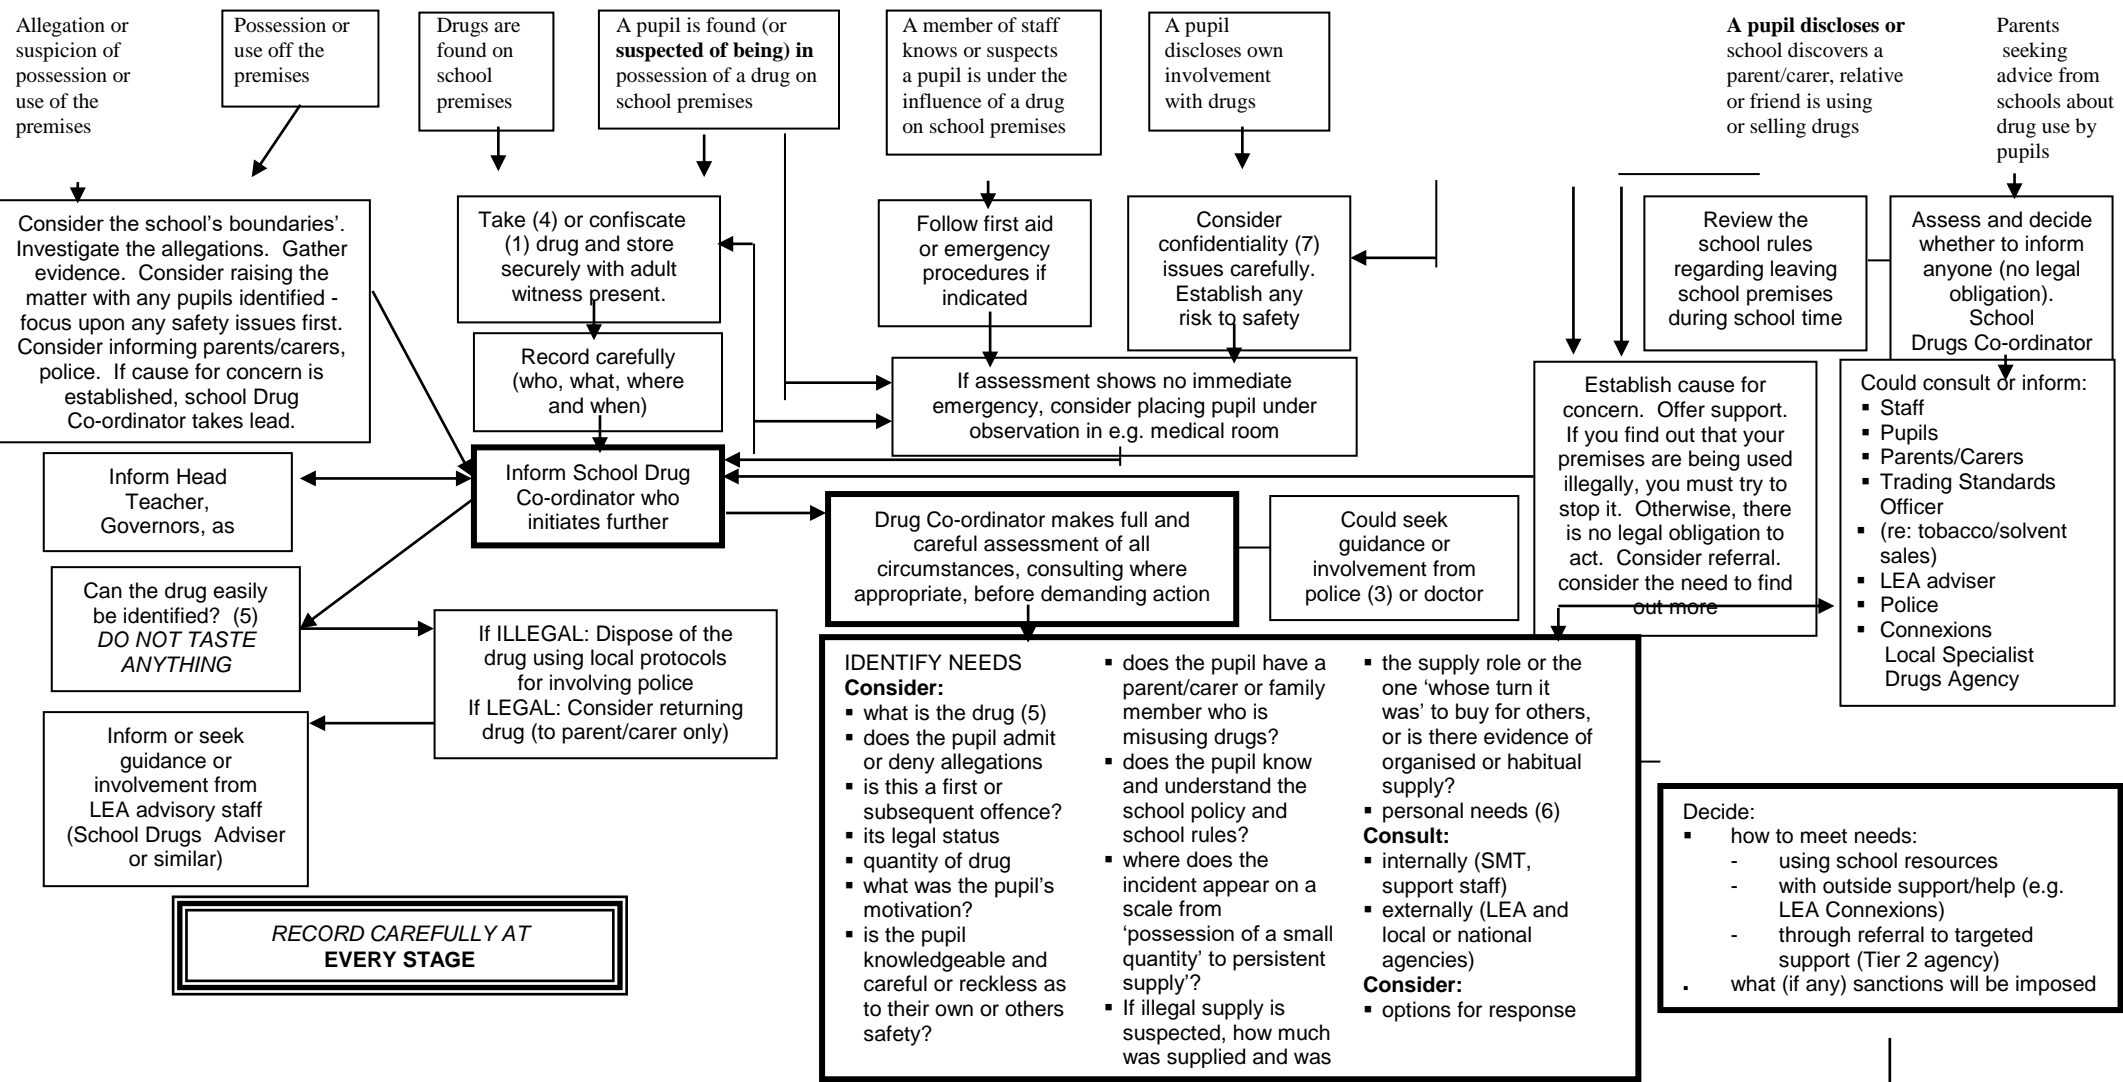 Allegation or
suspicion of
possession or
use of the
premises
Possession or
use off the
premises
Drugs are
found on
school
premises
A pupil is found (or
suspected of being) in
possession of a drug on
school premises
A member of staff
knows or suspects
a pupil is under the
influence of a drug
on school premises
A pupil
discloses own
involvement
with drugs
A pupil discloses or
school discovers a
parent/carer, relative
or friend is using
or selling drugs
Parents
seeking
advice from
schools about
drug use by
pupils
Consider the school’s boundaries’.
Investigate the allegations. Gather
evidence. Consider raising the
matter with any pupils identified -
focus upon any safety issues first.
Consider informing parents/carers,
police. If cause for concern is
established, school Drug
Co-ordinator takes lead.
Take (4) or confiscate
(1) drug and store
securely with adult
witness present.
Follow first aid
or emergency
procedures if
indicated
Consider
confidentiality (7)
issues carefully.
Establish any
risk to safety
Review the
school rules
regarding leaving
school premises
during school time
Assess and decide
whether to inform
anyone (no legal
obligation).
School
Drugs Co-ordinator
Record carefully
(who, what, where
and when)
If assessment shows no immediate
emergency, consider placing pupil under
observation in e.g. medical room
Establish cause for
concern. Offer support.
If you find out that your
premises are being used
illegally, you must try to
stop it. Otherwise, there
is no legal obligation to
act. Consider referral.
consider the need to find
out more
Could consult or inform:
▪ Staff
▪ Pupils
▪ Parents/Carers
▪ Trading Standards
Officer
▪ (re: tobacco/solvent
sales)
▪ LEA adviser
▪ Police
▪ Connexions
Local Specialist
Drugs Agency
Inform Head
Teacher,
Governors, as
Inform School Drug
Co-ordinator who
initiates further
Drug Co-ordinator makes full and
careful assessment of all
circumstances, consulting where
appropriate, before demanding action
Could seek
guidance or
involvement from
police (3) or doctor
Can the drug easily
be identified? (5)
DO NOT TASTE
ANYTHING
If ILLEGAL: Dispose of the
drug using local protocols
for involving police
If LEGAL: Consider returning
drug (to parent/carer only)
Inform or seek
guidance or
involvement from
LEA advisory staff
(School Drugs Adviser
or similar)
RECORD CAREFULLY AT
EVERY STAGE
IDENTIFY NEEDS
Consider:
▪ what is the drug (5)
▪ does the pupil admit
or deny allegations
▪ is this a first or
subsequent offence?
▪ its legal status
▪ quantity of drug
▪ what was the pupil’s
motivation?
▪ is the pupil
knowledgeable and
careful or reckless as
to their own or others
safety?
▪ does the pupil have a
parent/carer or family
member who is
misusing drugs?
▪ does the pupil know
and understand the
school policy and
school rules?
▪ where does the
incident appear on a
scale from
‘possession of a small
quantity’ to persistent
supply’?
▪ If illegal supply is
suspected, how much
was supplied and was
▪ the supply role or the
one ‘whose turn it
was’ to buy for others,
or is there evidence of
organised or habitual
supply?
▪ personal needs (6)
Consult:
▪ internally (SMT,
support staff)
▪ externally (LEA and
local or national
agencies)
Consider:
▪ options for response
Decide:
▪ how to meet needs:
- using school resources
- with outside support/help (e.g.
LEA Connexions)
- through referral to targeted
support (Tier 2 agency)
▪ what (if any) sanctions will be imposed